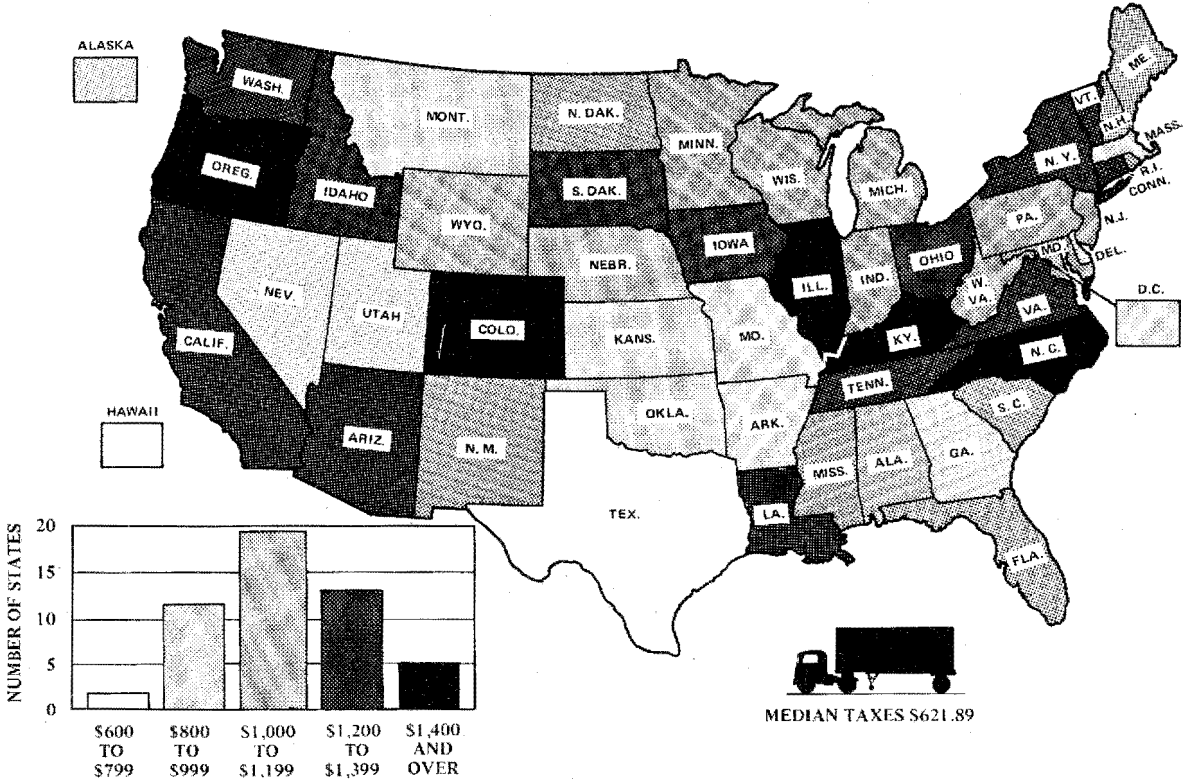 ALASKA
WASH.
MONT.
N. DAK.
MINN.
ME.
VT.
N.H.
MASS.
OREG.
IDAHO
S. DAK.
WIS.
MICH.
N.Y.
R.I.
CONN.
WYO.
IOWA
PA.
N.J.
NEV.
UTAH
NEBR.
ILL.
IND.
OHIO
MD.
DEL.
W.
VA.
D.C.
CALIF.
COLO.
KANS.
MO.
KY.
VA.
N.C.
HAWAII
ARIZ.
N.M.
OKLA.
ARK.
TENN.
S.C.
TEX.
LA.
MISS.
ALA.
GA.
FLA.
NUMBER OF STATES
20
15
10
5
0
$600
TO
$799
$800
TO
$999
$1,000
TO
$1,199
$1,200
TO
$1,399
$1,400
AND
OVER
MEDIAN TAXES $621.89